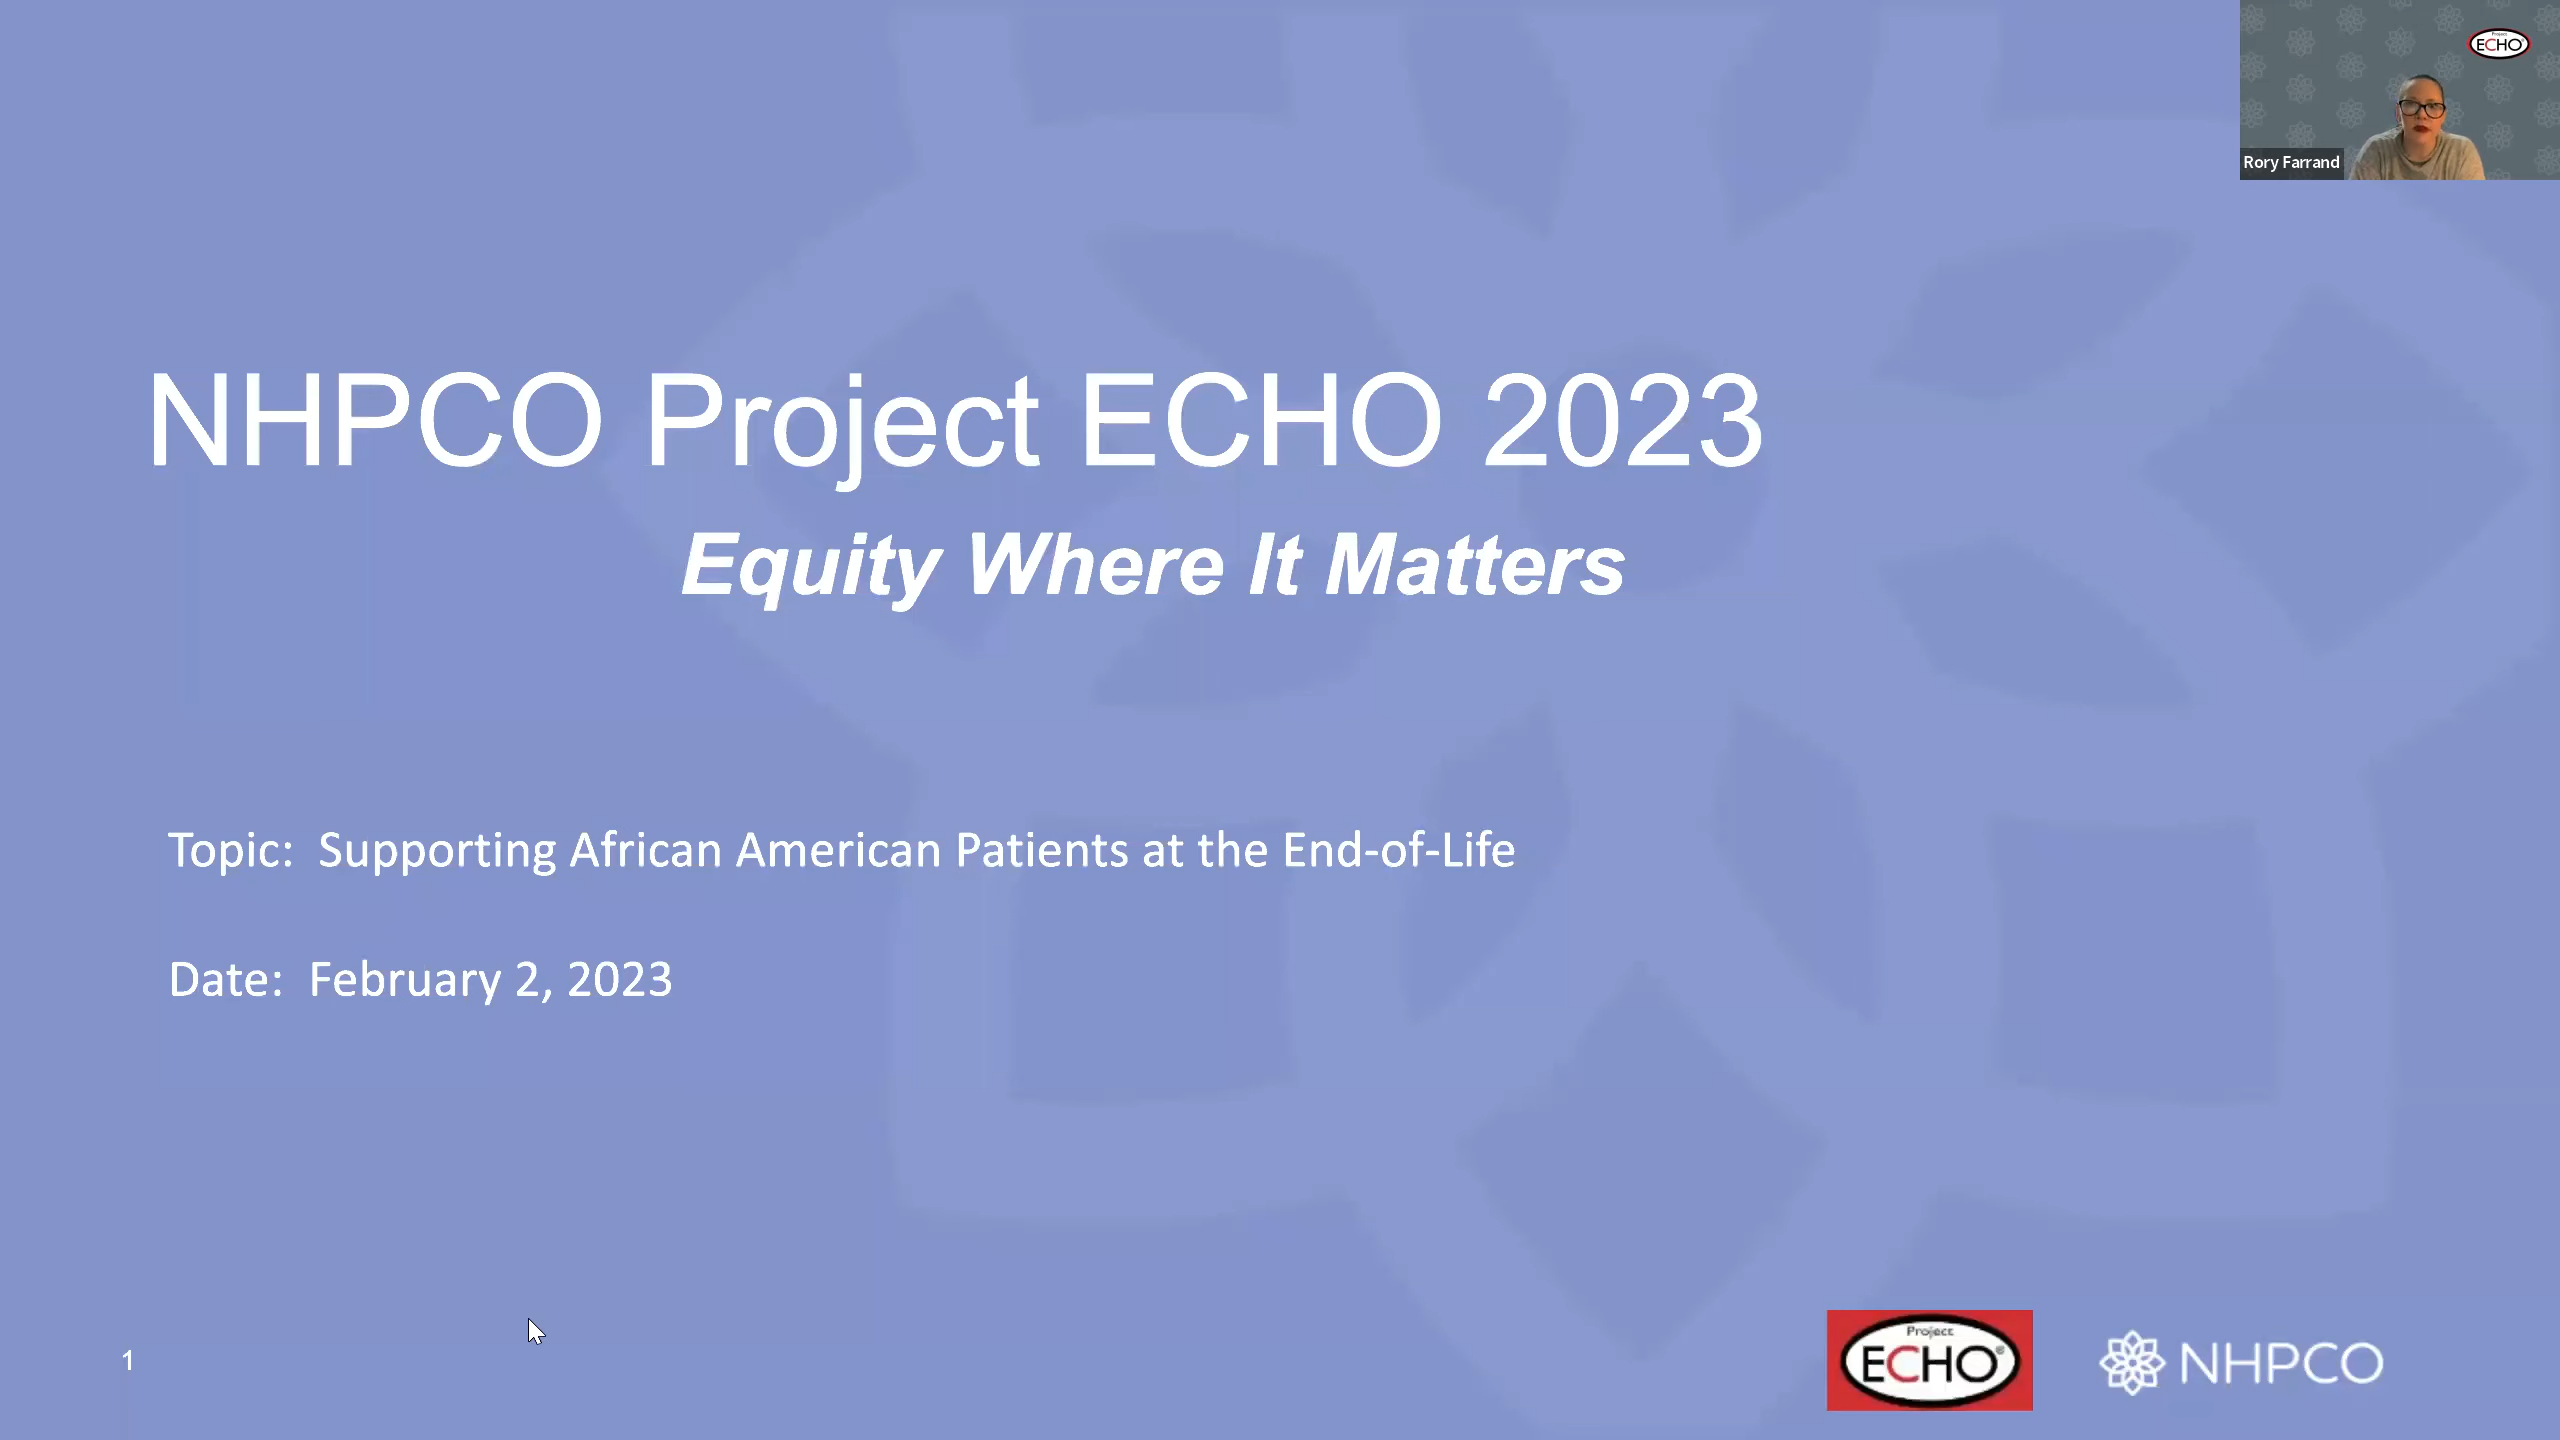 Project
ECHO
Rory Farrand
NHPCO Project ECHO 2023
Equity Where It Matters
Topic: Supporting African American Patients at the End-of-Life
Date: February 2, 2023
1
Project
ECHO®
NHPCO